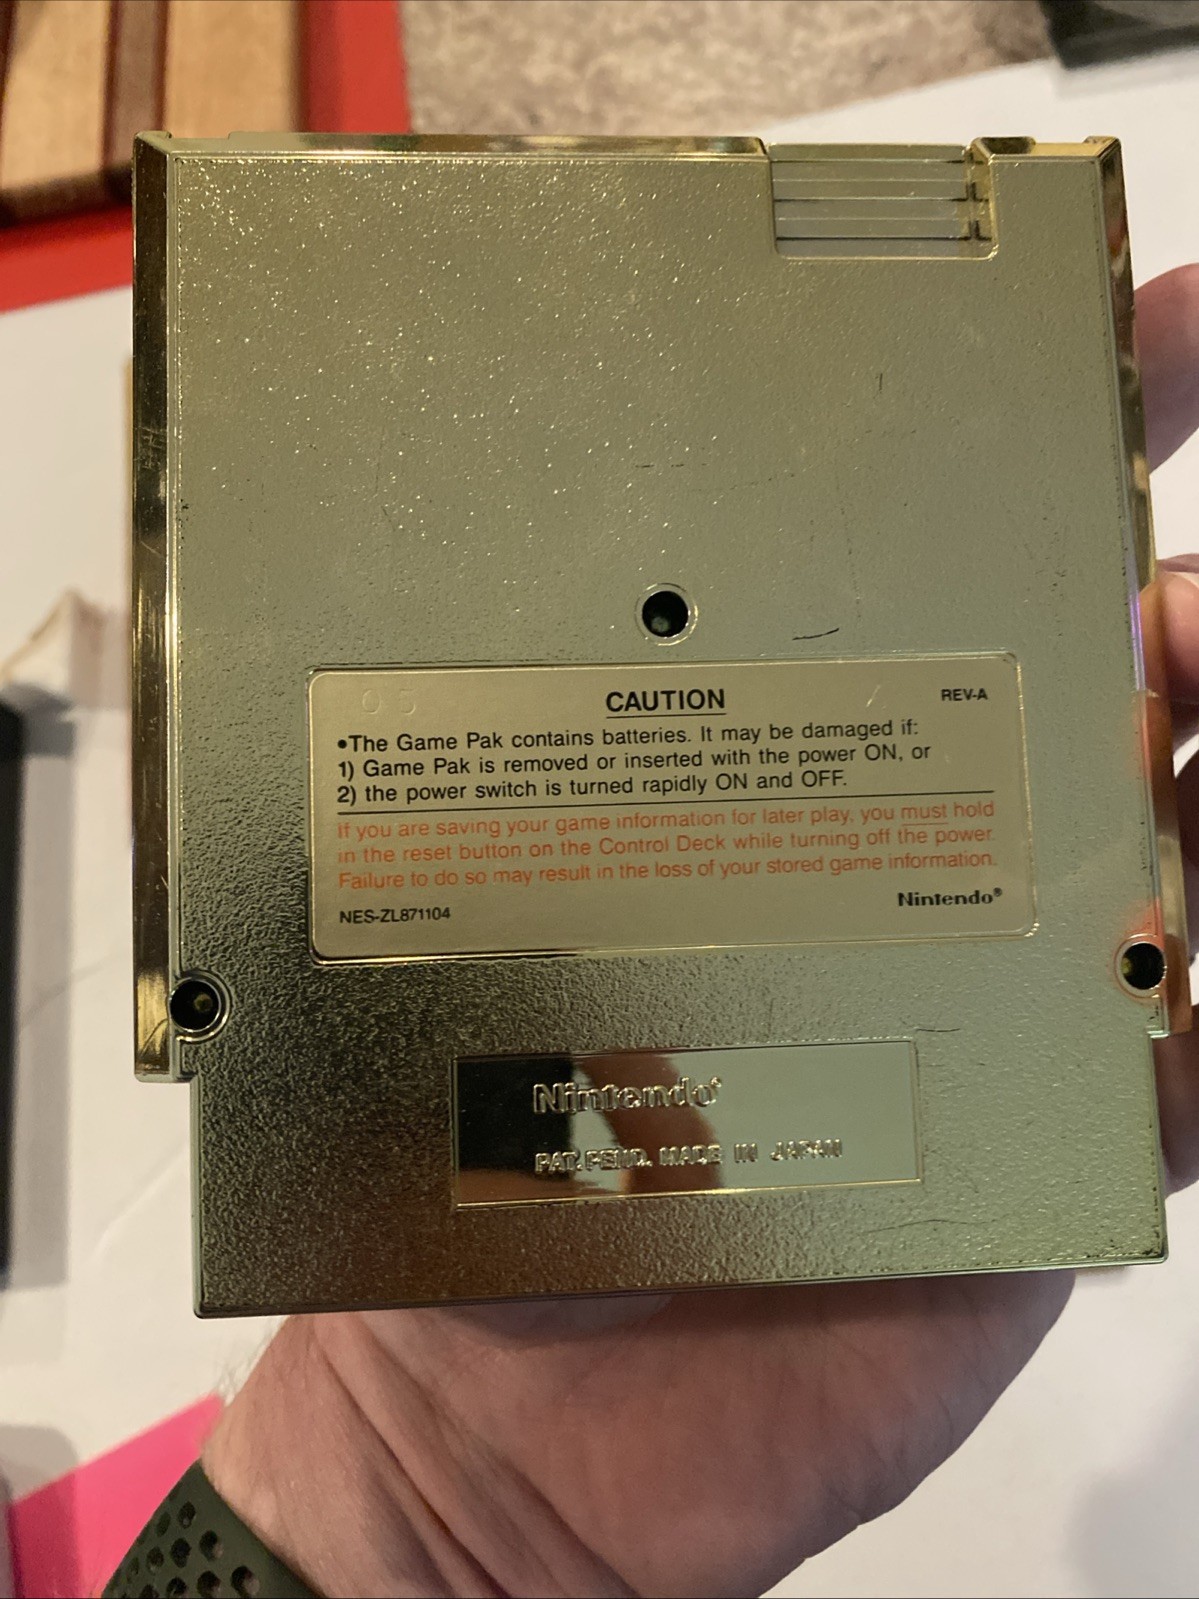 05
CAUTION
REV-A
•The Game Pak contains batteries. It may be damaged if:
1) Game Pak is removed or inserted with the power ON, or
2) the power switch is turned rapidly ON and OFF.
If you are saving your game information for later play, you must hold
in the reset button on the Control Deck while turning off the power.
Failure to do so may result in the loss of your stored game information.
Nintendo®
NES-ZL871104
Nintendo®
PAT. PEND. MADE IN JAPAN